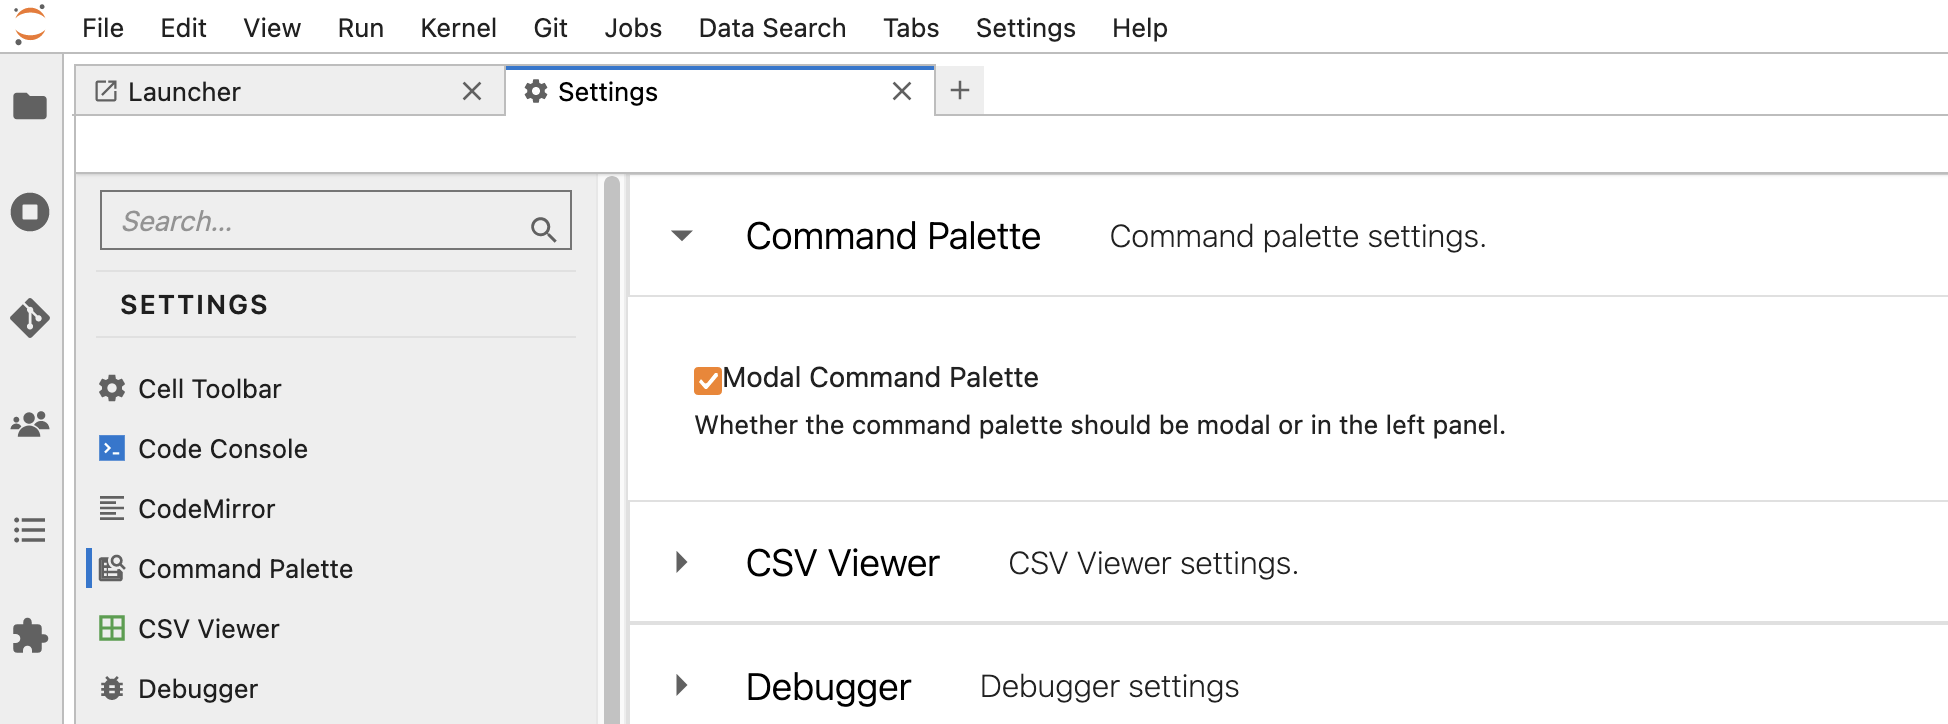 File Edit View Run Kernel Git Jobs Data Search Tabs Settings Help
Launcher Settings
Search...
SETTINGS
Cell Toolbar
Code Console
CodeMirror
Command Palette
CSV Viewer
Debugger
Command Palette Command palette settings.
Modal Command Palette
Whether the command palette should be modal or in the left panel.
CSV Viewer CSV Viewer settings.
Debugger Debugger settings